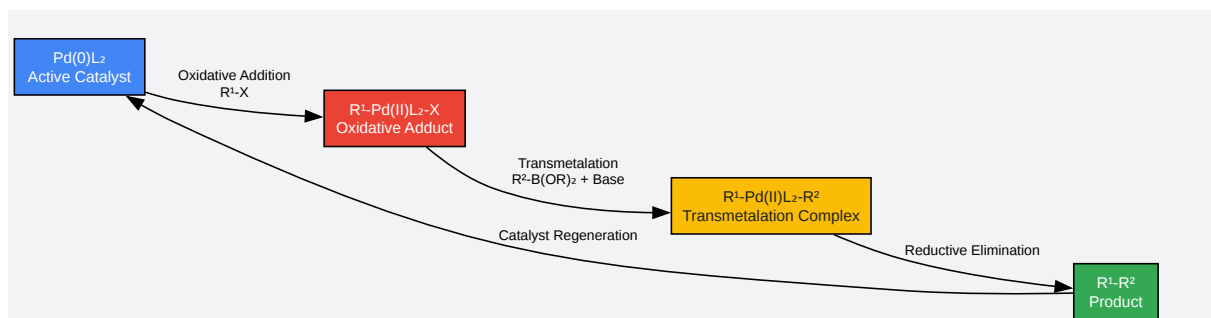 Pd(0)L₂
Active Catalyst
Oxidative Addition
R¹-X
R¹-Pd(II)L₂-X
Oxidative Adduct
Transmetalation
R²-B(OR)₂ + Base
R¹-Pd(II)L₂-R²
Transmetalation Complex
Catalyst Regeneration
Reductive Elimination
R¹-R²
Product